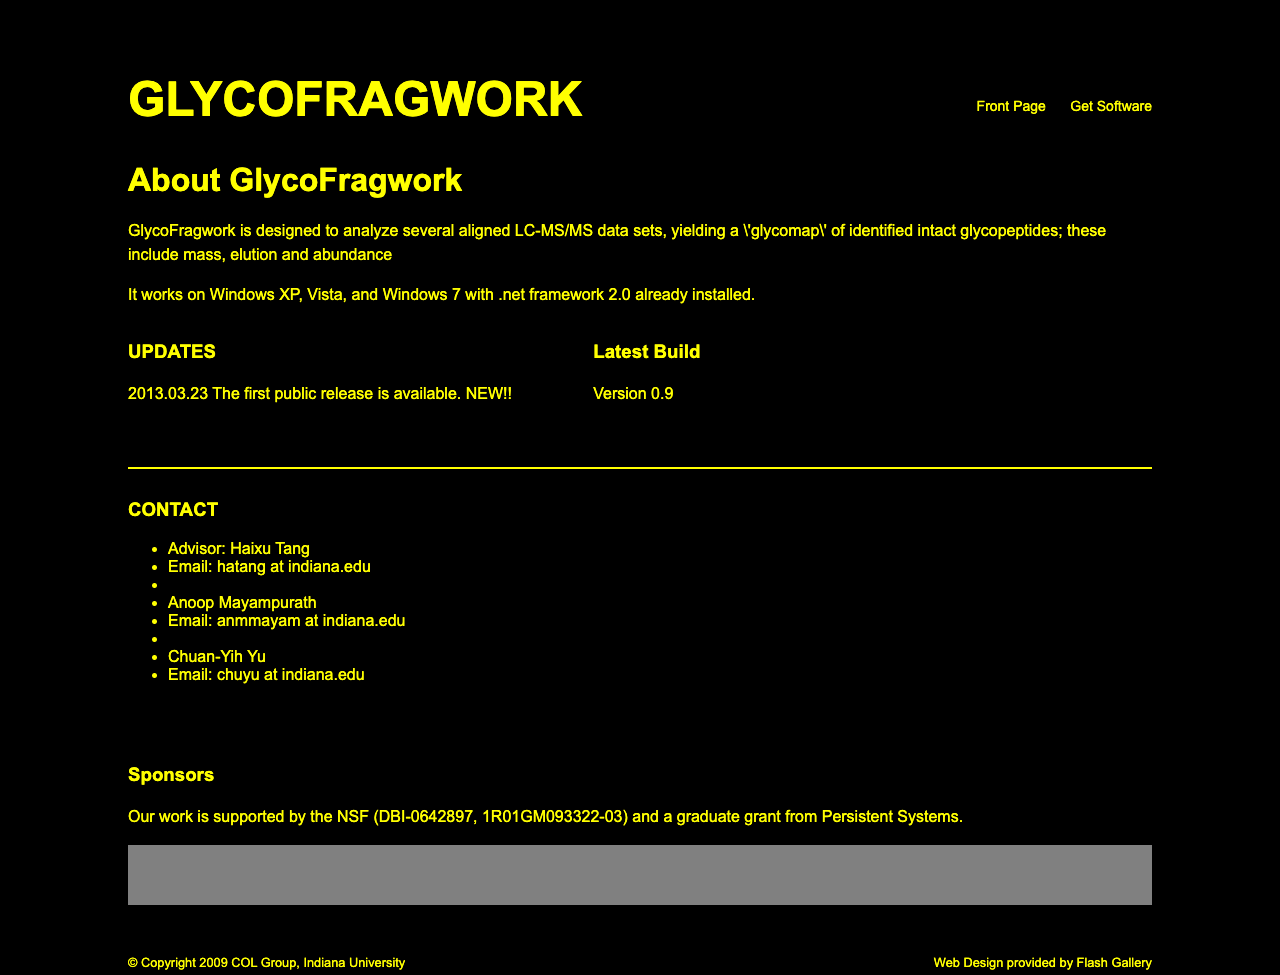 GLYCOFRAGWORK
Front Page Get Software
About GlycoFragwork
GlycoFragwork is designed to analyze several aligned LC-MS/MS data sets, yielding a \'glycomap\' of identified intact glycopeptides; these
include mass, elution and abundance
It works on Windows XP, Vista, and Windows 7 with .net framework 2.0 already installed.
UPDATES
2013.03.23 The first public release is available. NEW!!
Latest Build
Version 0.9
CONTACT
Advisor: Haixu Tang
Email: hatang at indiana.edu
Anoop Mayampurath
Email: anmmayam at indiana.edu
Chuan-Yih Yu
Email: chuyu at indiana.edu
Sponsors
Our work is supported by the NSF (DBI-0642897, 1R01GM093322-03) and a graduate grant from Persistent Systems.
© Copyright 2009 COL Group, Indiana University
Web Design provided by Flash Gallery